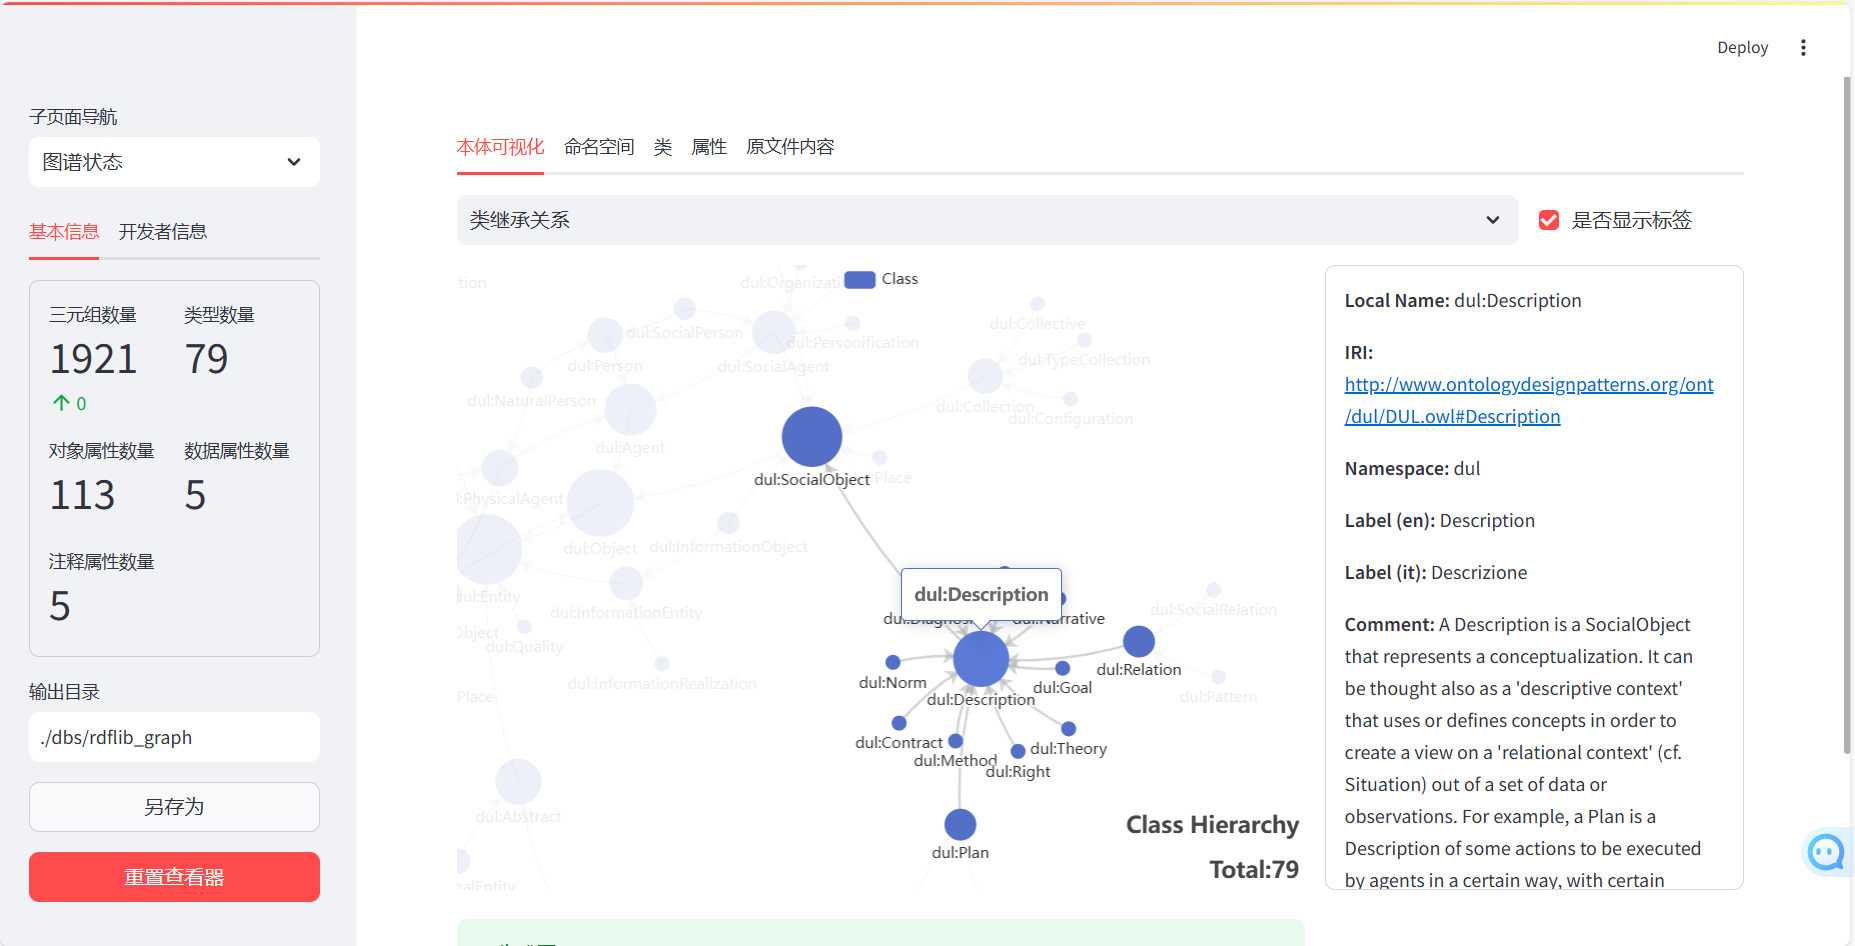 Deploy
子页面导航
图谱状态
基本信息 开发者信息
三元组数量 类型数量
1921 79
0
对象属性数量 数据属性数量
113 5
注释属性数量
5
输出目录
./dbs/rdflib_graph
另存为
重置查看器
本体可视化 命名空间 类 属性 原文件内容
类继承关系
是否显示标签
Class
dul:SocialPerson
dul:Personification
dul:Person
dul:SocialAgent
dul:Collective
dul:TypeCollection
dul:NaturalPerson
dul:Collection
dul:Configuration
dul:Agent
dul:SocialObject
Place
dul:Object
dul:InformationObject
dul:Description
dul:InformationEntity
dul:SocialRelation
dul:Quality
dul:Relation
dul:InformationRealization
dul:Norm
dul:Goal
dul:Description
dul:Pattern
Place
dul:Contract
dul:Theory
dul:Method
dul:Right
dul:Abstract
dul:Plan
Class Hierarchy
Total:79
Local Name: dul:Description
IRI:
http://www.ontologydesignpatterns.org/ont
/dul/DUL.owl#Description
Namespace: dul
Label (en): Description
Label (it): Descrizione
Comment: A Description is a SocialObject
that represents a conceptualization. It can
be thought also as a 'descriptive context'
that uses or defines concepts in order to
create a view on a 'relational context' (cf.
Situation) out of a set of data or
observations. For example, a Plan is a
Description of some actions to be executed
by agents in a certain way, with certain